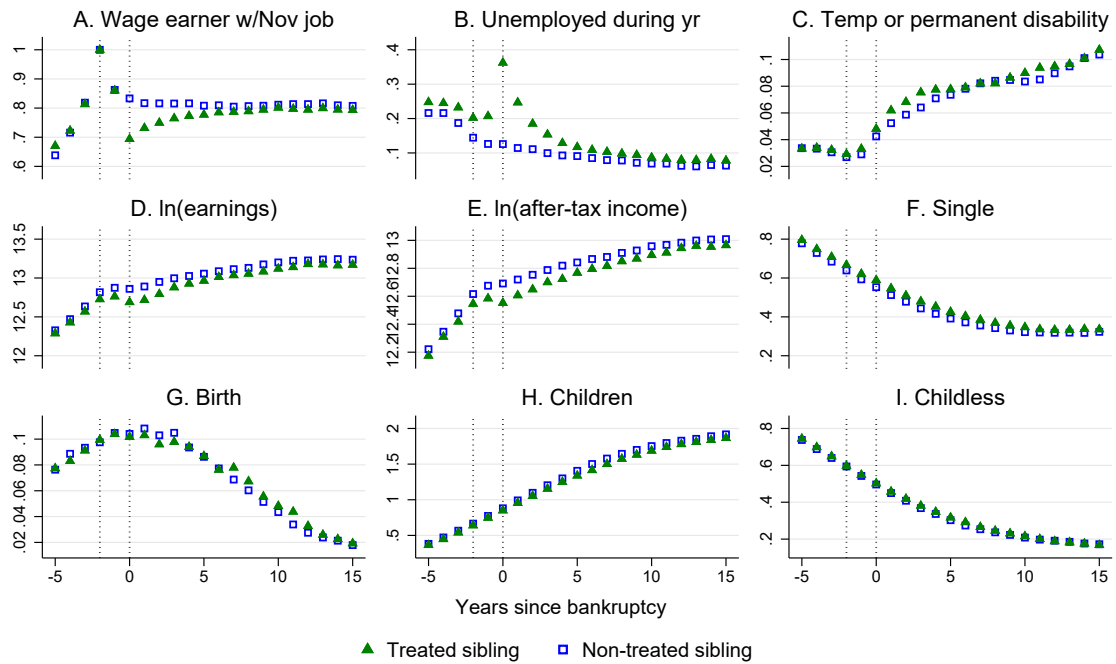 A. Wage earner w/Nov job
B. Unemployed during yr
C. Temp or permanent disability
1
.9
.8
.7
.6
.4
.3
.2
.1
.1
.08
.06
.04
.02
D. ln(earnings)
E. ln(after-tax income)
F. Single
13.5
13
12.5
12
13
12.8
12.6
12.4
12.2
.8
.6
.4
.2
G. Birth
H. Children
I. Childless
.1
.08
.06
.04
.02
2
1.5
1
.5
.8
.6
.4
.2
-5 0 5 10 15
-5 0 5 10 15
-5 0 5 10 15
Years since bankruptcy
Treated sibling
Non-treated sibling